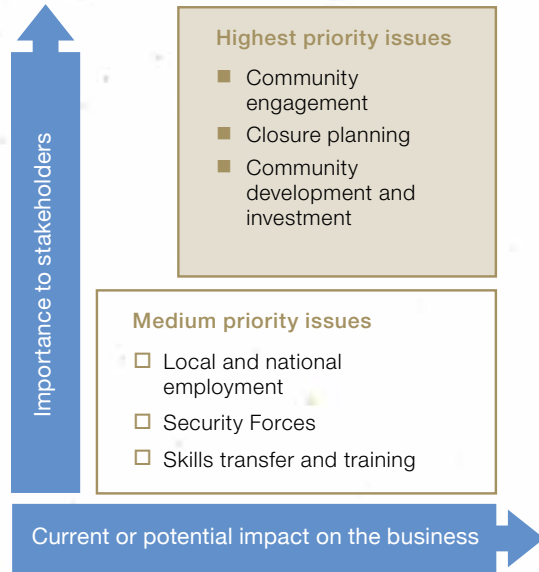 Highest priority issues
Community
engagement
Closure planning
Community
development and
investment
Importance to stakeholders
Medium priority issues
Local and national
employment
Security Forces
Skills transfer and training
Current or potential impact on the business